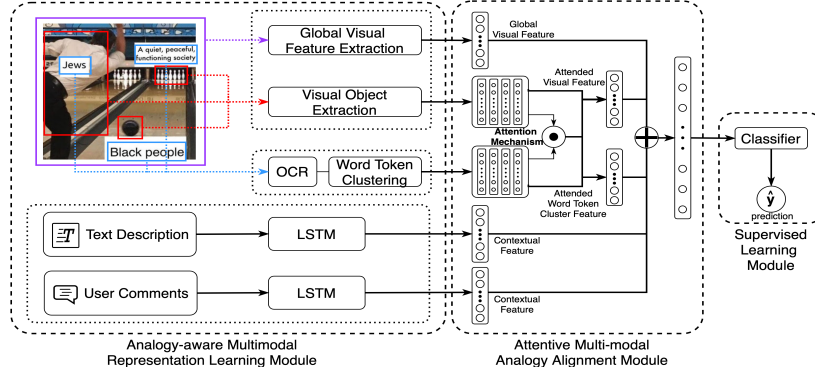 A quiet, peaceful,
functioning society
Jews
Black people
Global Visual
Feature Extraction
Visual Object
Extraction
OCR
Word Token
Clustering
Text Description
LSTM
User Comments
LSTM
Global
Visual Feature
Attended
Visual Feature
Attention
Mechanism
Attended
Word Token
Cluster Feature
Contextual
Feature
Contextual
Feature
Classifier
ŷ
prediction
Supervised
Learning
Module
Analogy-aware Multimodal
Representation Learning Module
Attentive Multi-modal
Analogy Alignment Module